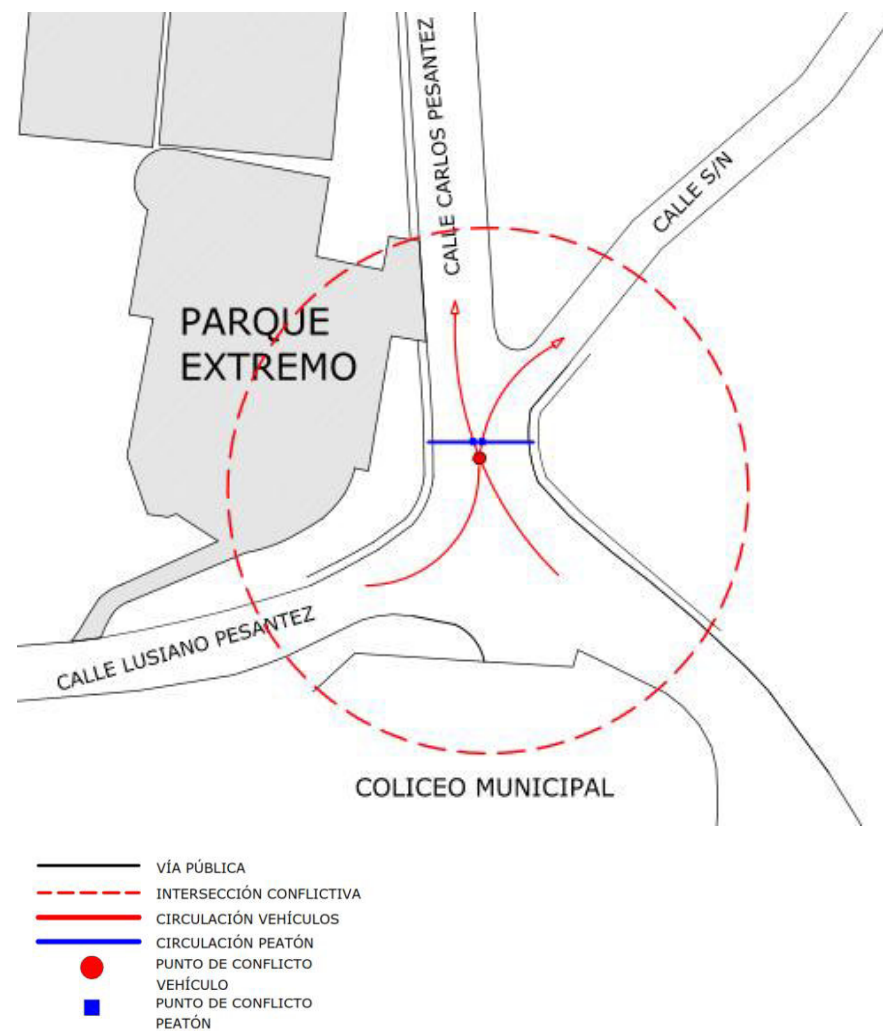 CALLE CARLOS PESANTEZ
CALLE S/N
PARQUE
EXTREMO
CALLE LUSIANO PESANTEZ
COLICEO MUNICIPAL
VÍA PÚBLICA
INTERSECCIÓN CONFLICTIVA
CIRCULACIÓN VEHÍCULOS
CIRCULACIÓN PEATÓN
PUNTO DE CONFLICTO
VEHÍCULO
PUNTO DE CONFLICTO
PEATÓN